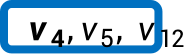 v₄, v₅, v₁₂